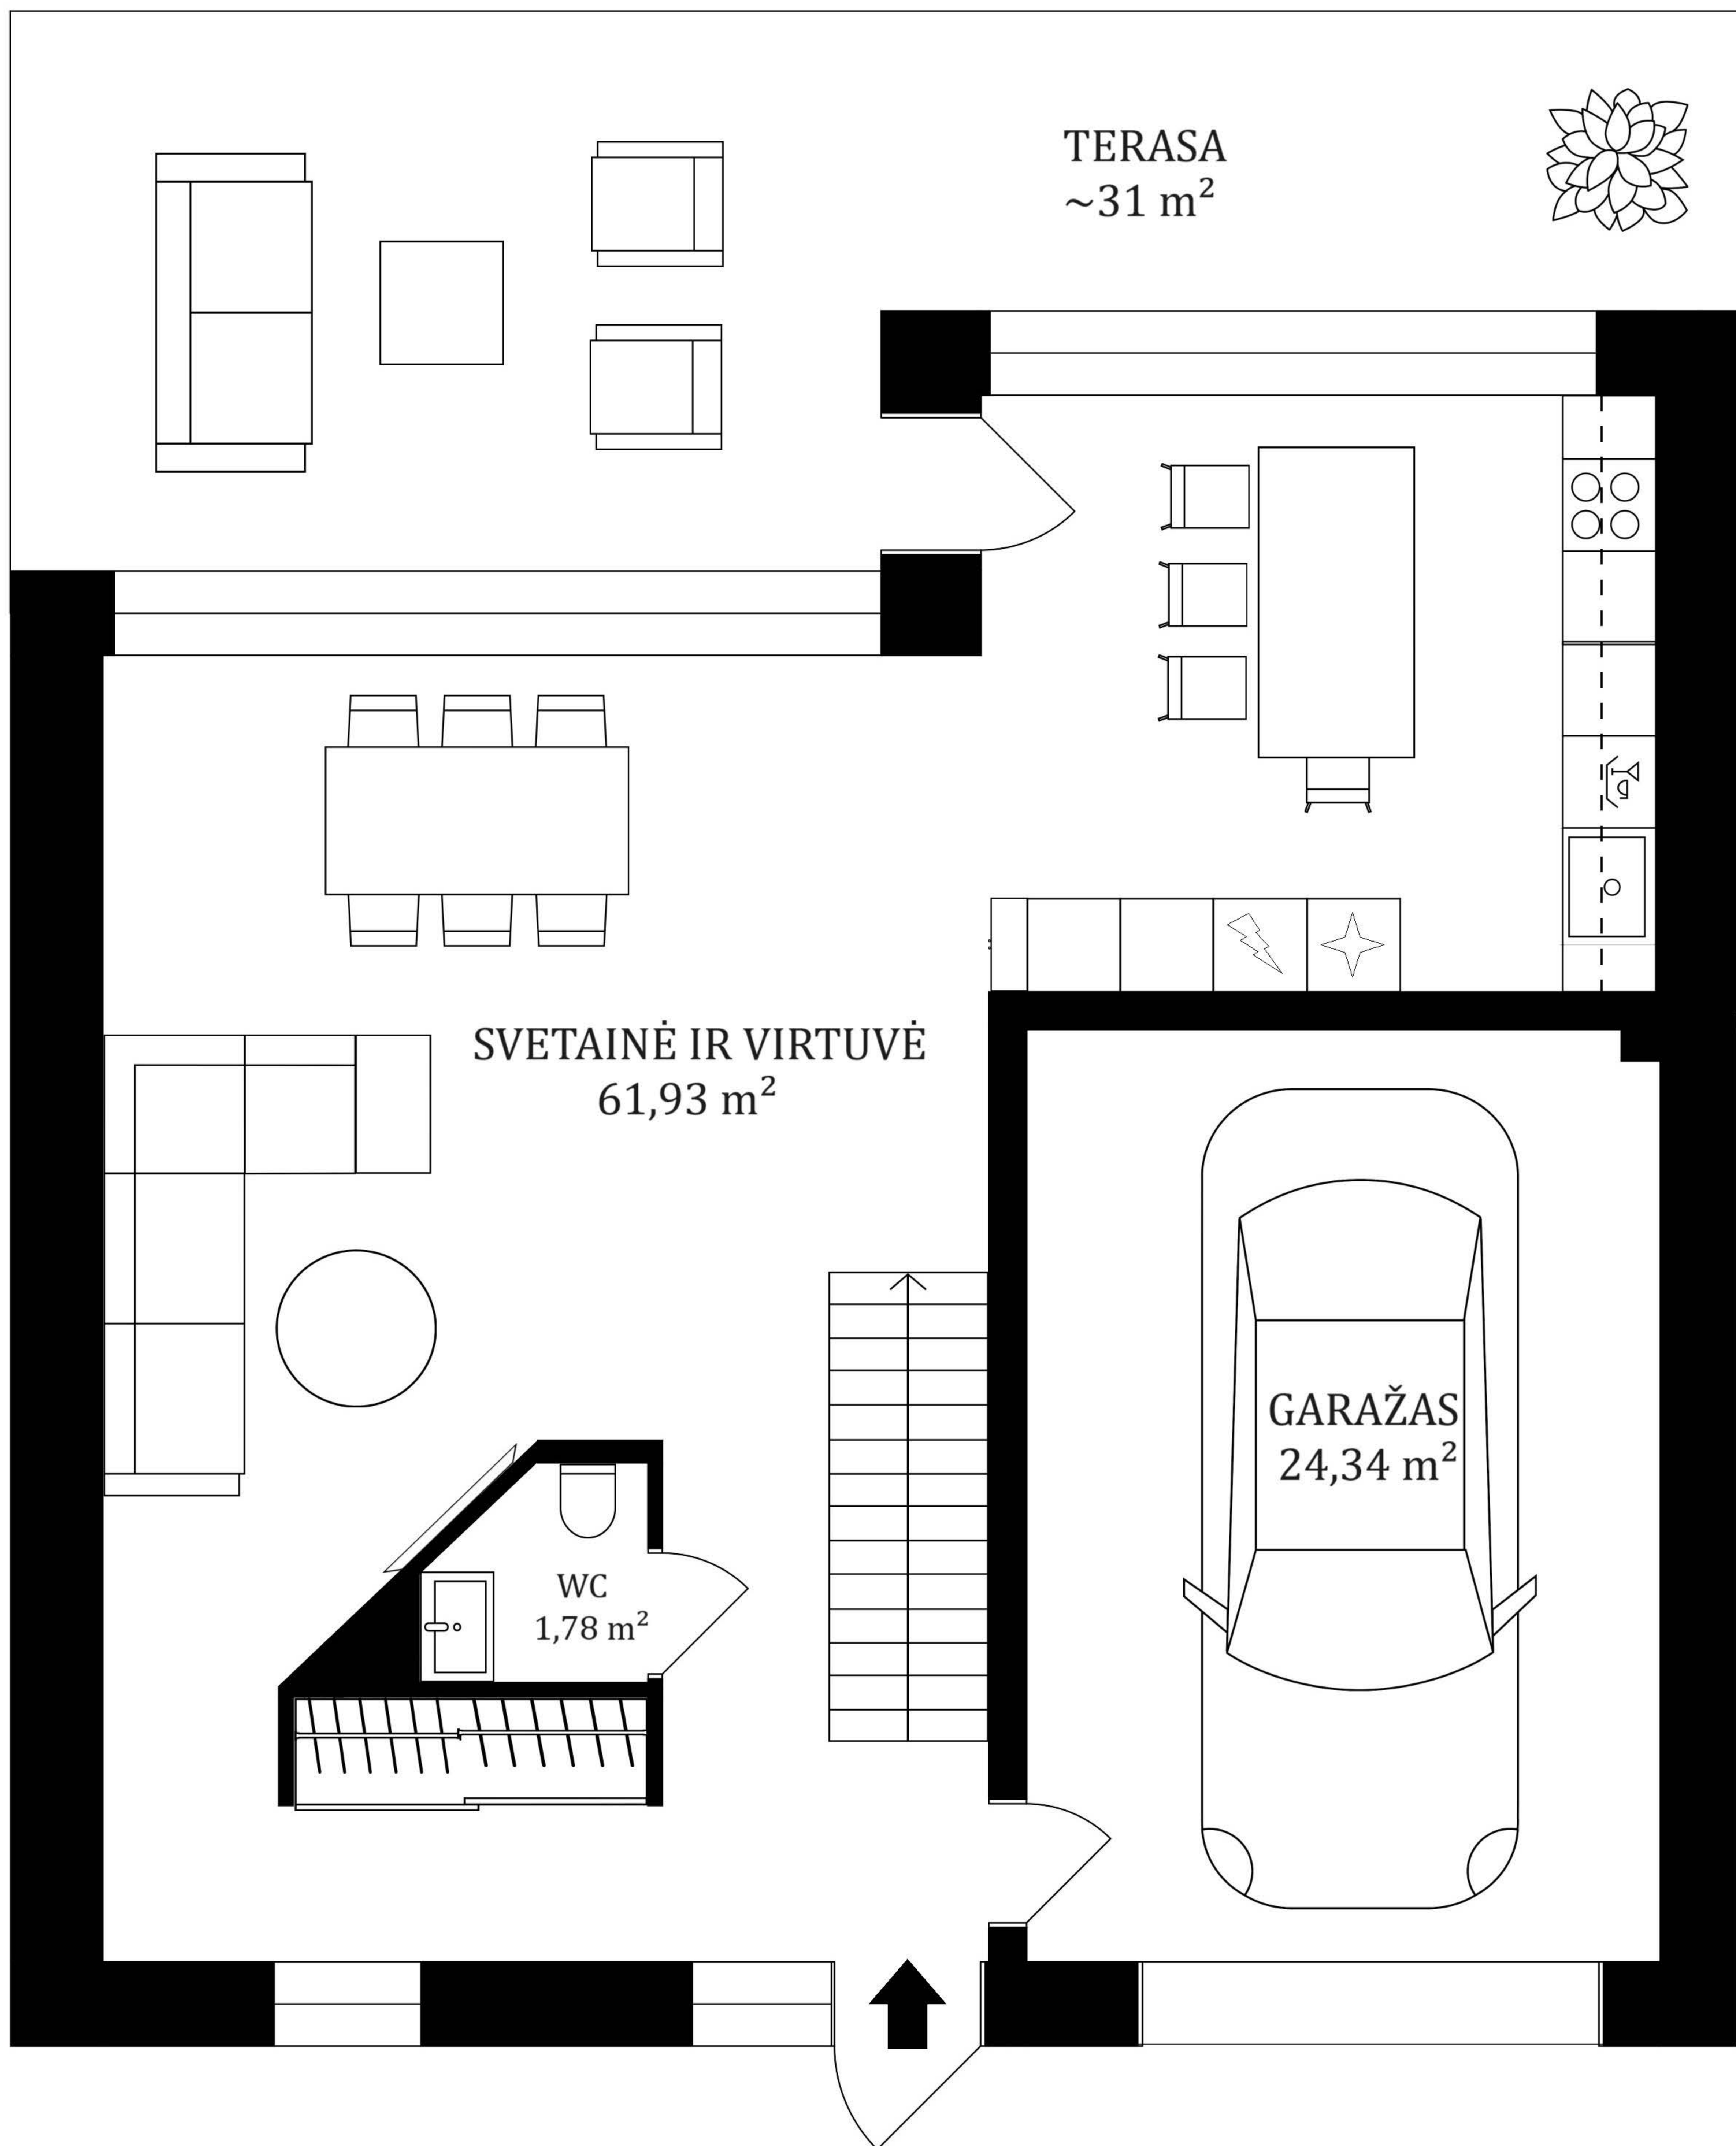 TERASA
~31 m²
SVETAINĖ IR VIRTUVĖ
61,93 m²
GARAŽAS
24,34 m²
WC
1,78 m²